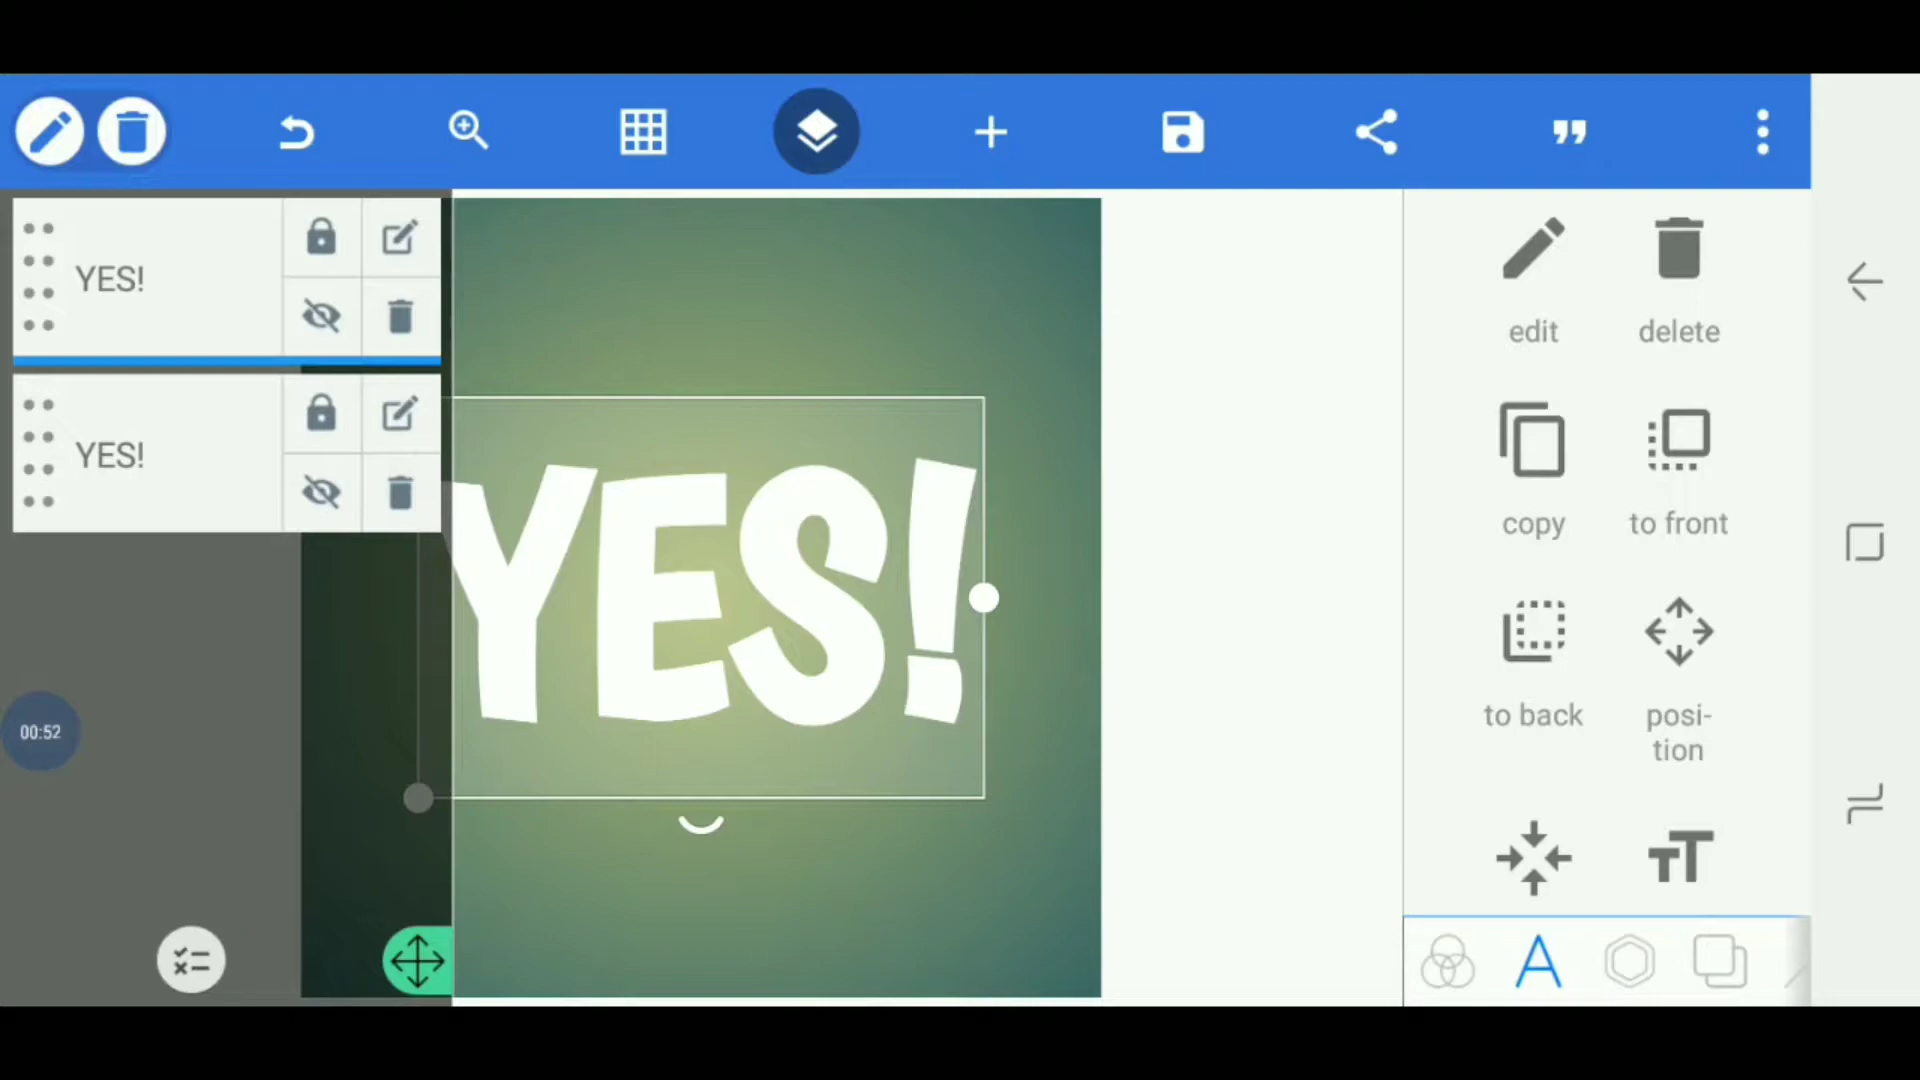 YES!
YES!
YES!
edit
delete
copy
to front
to back
posi-
tion
00:52